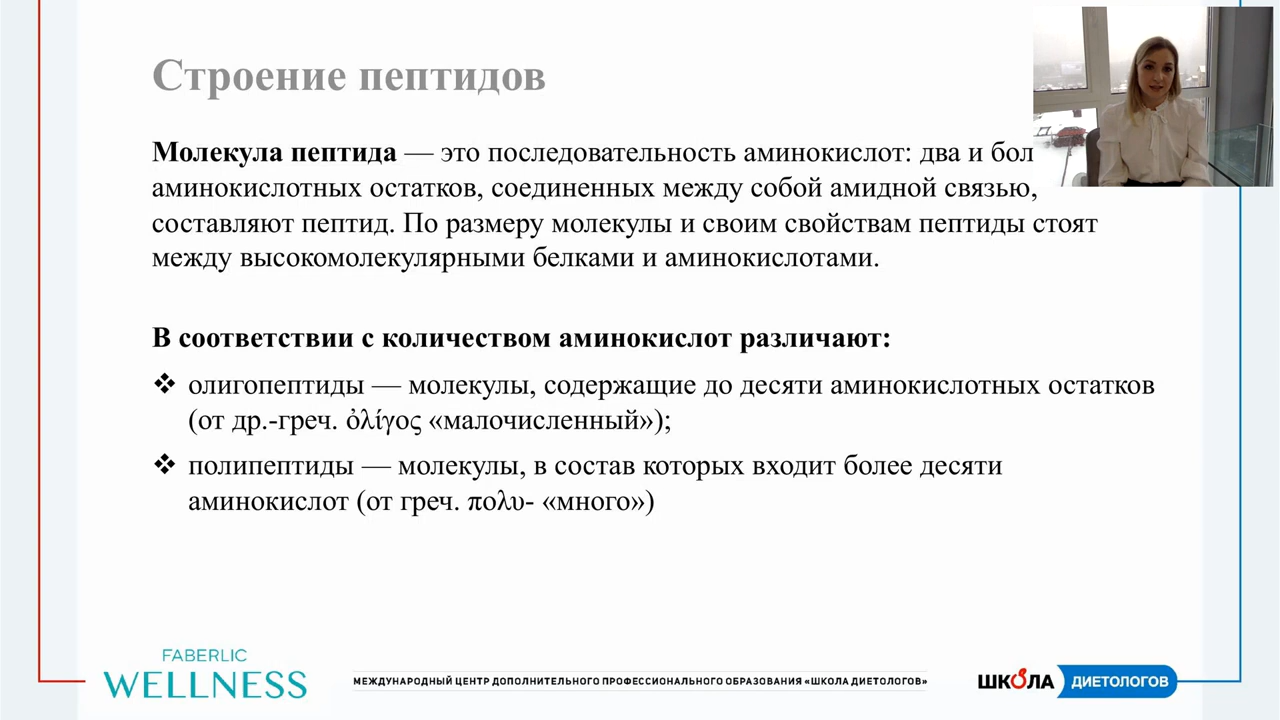 Строение пептидов
Молекула пептида — это последовательность аминокислот: два и бол
аминокислотных остатков, соединенных между собой амидной связью,
составляют пептид. По размеру молекулы и своим свойствам пептиды стоят
между высокомолекулярными белками и аминокислотами.
В соответствии с количеством аминокислот различают:
❖ олигопептиды — молекулы, содержащие до десяти аминокислотных остатков
(от др.-греч. ὀλίγος «малочисленный»);
❖ полипептиды — молекулы, в состав которых входит более десяти
аминокислот (от греч. πολυ- «много»)
FABERLIC
WELLNESS
МЕЖДУНАРОДНЫЙ ЦЕНТР ДОПОЛНИТЕЛЬНОГО ПРОФЕССИОНАЛЬНОГО ОБРАЗОВАНИЯ «ШКОЛА ДИЕТОЛОГОВ»
ШКОЛА ДИЕТОЛОГОВ